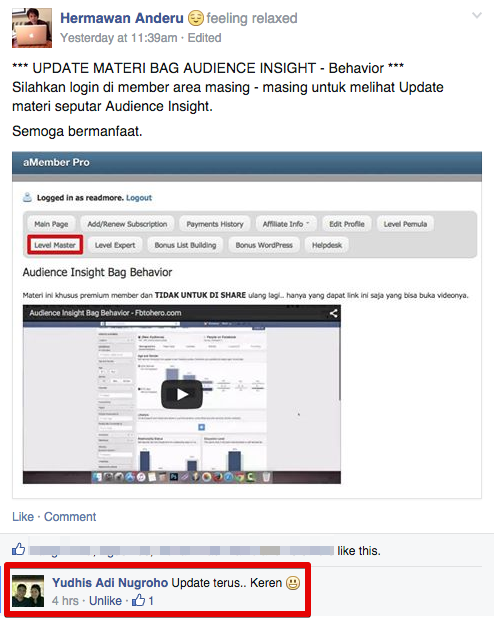 Hermawan Anderu 😌 feeling relaxed
Yesterday at 11:39am · Edited
*** UPDATE MATERI BAG AUDIENCE INSIGHT - Behavior ***
Silahkan login di member area masing - masing untuk melihat Update
materi seputar Audience Insight.
Semoga bermanfaat.
aMember Pro
Logged in as readmore. Logout
Main Page Add/Renew Subscription Payments History Affiliate Info Edit Profile Level Pemula
Level Master Level Expert Bonus List Building Bonus WordPress Helpdesk
Audience Insight Bag Behavior
Materi ini khusus premium member dan TIDAK UNTUK DI SHARE ulang lagi.. hanya yang dapat link ini saja yang bisa buka videonya.
Audience Insight Bag Behavior - Fbtohero.com
Like · Comment
like this.
Yudhis Adi Nugroho Update terus.. Keren 😃
4 hrs · Unlike · 1